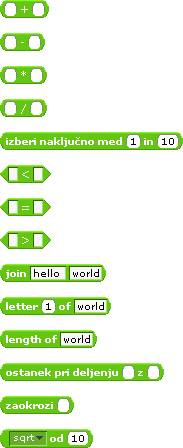 +
-
*
/
izberi naključno med 1 in 10
<
=
>
join hello world
letter 1 of world
length of world
ostanek pri deljenju z
zaokrozi
sqrt od 10